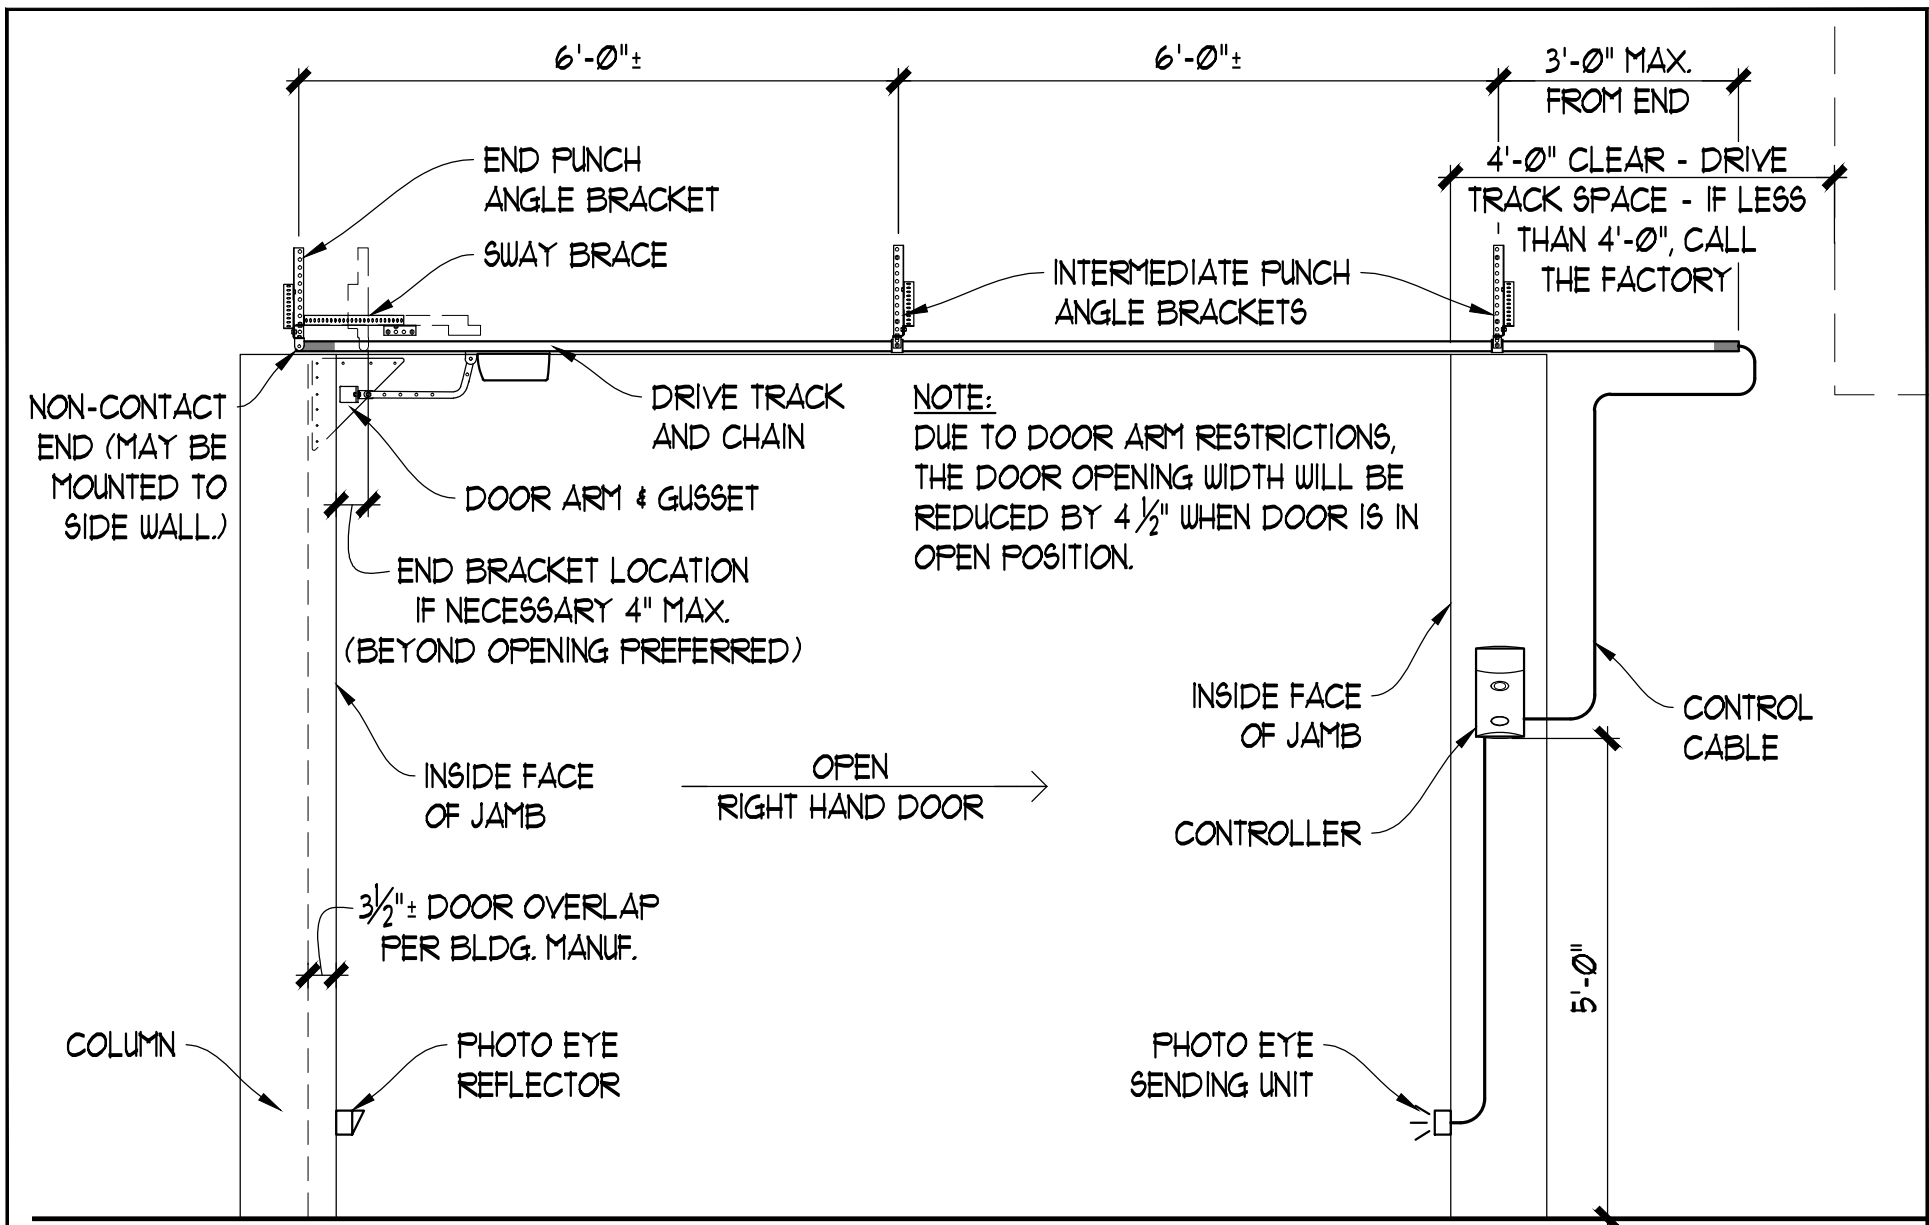 6'-0"±
6'-0"±
3'-0" MAX.
FROM END
4'-0" CLEAR - DRIVE
TRACK SPACE - IF LESS
THAN 4'-0", CALL
THE FACTORY
END PUNCH
ANGLE BRACKET
SWAY BRACE
INTERMEDIATE PUNCH
ANGLE BRACKETS
NON-CONTACT
END (MAY BE
MOUNTED TO
SIDE WALL.)
DRIVE TRACK
AND CHAIN
DOOR ARM & GUSSET
NOTE:
DUE TO DOOR ARM RESTRICTIONS,
THE DOOR OPENING WIDTH WILL BE
REDUCED BY 4 1/2" WHEN DOOR IS IN
OPEN POSITION.
END BRACKET LOCATION
IF NECESSARY 4" MAX.
(BEYOND OPENING PREFERRED)
INSIDE FACE
OF JAMB
CONTROL
CABLE
INSIDE FACE
OF JAMB
OPEN
RIGHT HAND DOOR
CONTROLLER
3 1/2"± DOOR OVERLAP
PER BLDG. MANUF.
5'-0"
COLUMN
PHOTO EYE
REFLECTOR
PHOTO EYE
SENDING UNIT